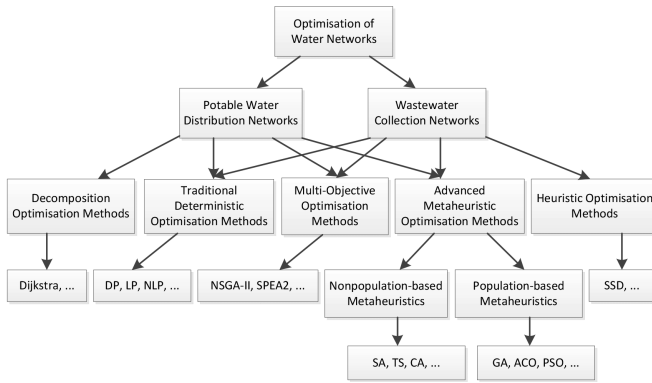 Optimisation of
Water Networks
Potable Water
Distribution Networks
Wastewater
Collection Networks
Decomposition
Optimisation Methods
Traditional
Deterministic
Optimisation Methods
Multi-Objective
Optimisation
Methods
Advanced
Metaheuristic
Optimisation Methods
Heuristic Optimisation
Methods
Dijkstra, ...
DP, LP, NLP, ...
NSGA-II, SPEA2, ...
Nonpopulation-based
Metaheuristics
Population-based
Metaheuristics
SSD, ...
SA, TS, CA, ...
GA, ACO, PSO, ...